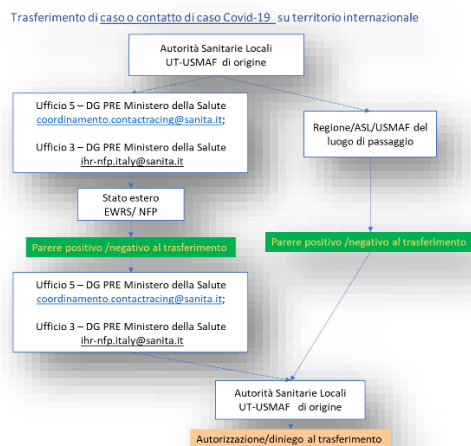 Trasferimento di caso o contatto di caso Covid-19 su territorio internazionale
Autorità Sanitarie Locali
UT-USMAF di origine
Ufficio 5 – DG PRE Ministero della Salute
coordinamento.contactracing@sanita.it;
Ufficio 3 – DG PRE Ministero della Salute
ihr-nfp.italy@sanita.it
Regione/ASL/USMAF del
luogo di passaggio
Stato estero
EWRS/ NFP
Parere positivo /negativo al trasferimento
Parere positivo /negativo al trasferimento
Ufficio 5 – DG PRE Ministero della Salute
coordinamento.contactracing@sanita.it;
Ufficio 3 – DG PRE Ministero della Salute
ihr-nfp.italy@sanita.it
Autorità Sanitarie Locali
UT-USMAF di origine
Autorizzazione/diniego al trasferimento